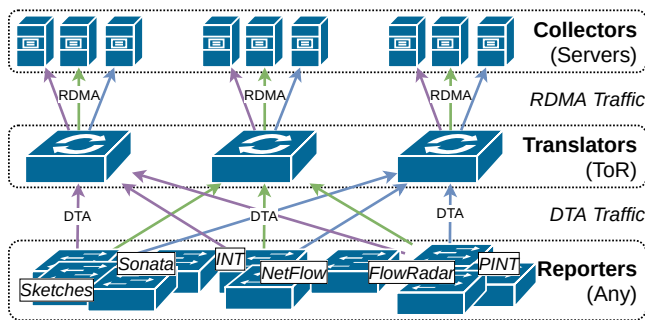 Collectors
(Servers)
RDMA RDMA RDMA
RDMA Traffic
Translators
(ToR)
DTA DTA DTA
DTA Traffic
Sketches Sonata INT NetFlow FlowRadar PINT
Reporters
(Any)